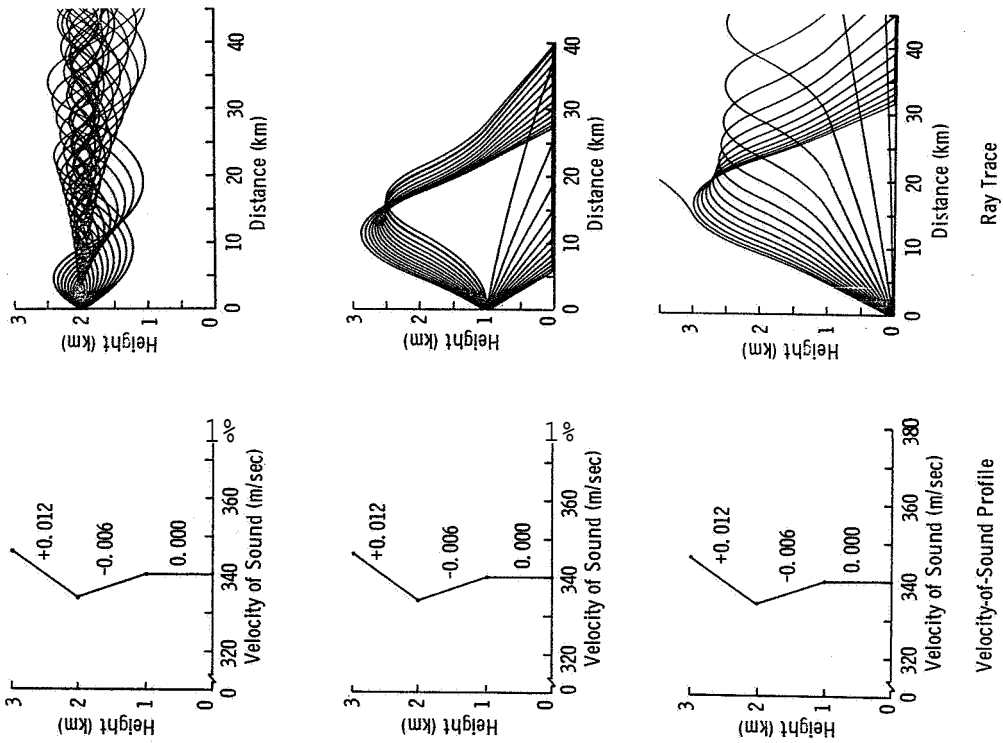 Height (km)
3
2
1
0
+0.012
-0.006
0.000
0 320 340 360
Velocity of Sound (m/sec)
Height (km)
3
2
1
0
0 10 20 30 40
Distance (km)
Height (km)
3
2
1
0
+0.012
-0.006
0.000
0 320 340 360
Velocity of Sound (m/sec)
Height (km)
3
2
1
0
0 10 20 30 40
Distance (km)
Height (km)
3
2
1
0
+0.012
-0.006
0.000
0 320 340 360 380
Velocity of Sound (m/sec)
Velocity-of-Sound Profile
Height (km)
3
2
1
0
0 10 20 30 40
Distance (km)
Ray Trace